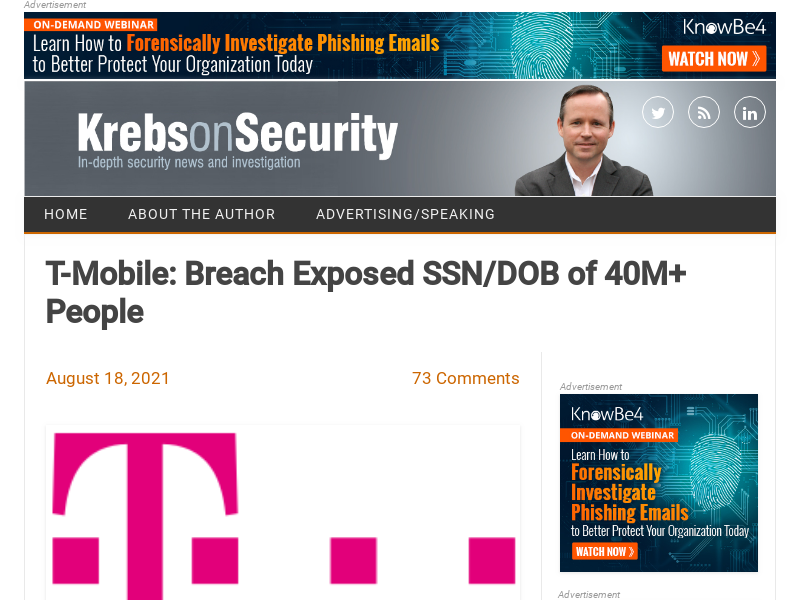 Advertisement
ON-DEMAND WEBINAR
Learn How to Forensically Investigate Phishing Emails
to Better Protect Your Organization Today
KnowBe4
WATCH NOW
KrebsonSecurity
In-depth security news and investigation
HOME
ABOUT THE AUTHOR
ADVERTISING/SPEAKING
T-Mobile: Breach Exposed SSN/DOB of 40M+
People
August 18, 2021
73 Comments
T
Advertisement
KnowBe4
ON-DEMAND WEBINAR
Learn How to
Forensically
Investigate
Phishing Emails
to Better Protect Your Organization Today
WATCH NOW
Advertisement